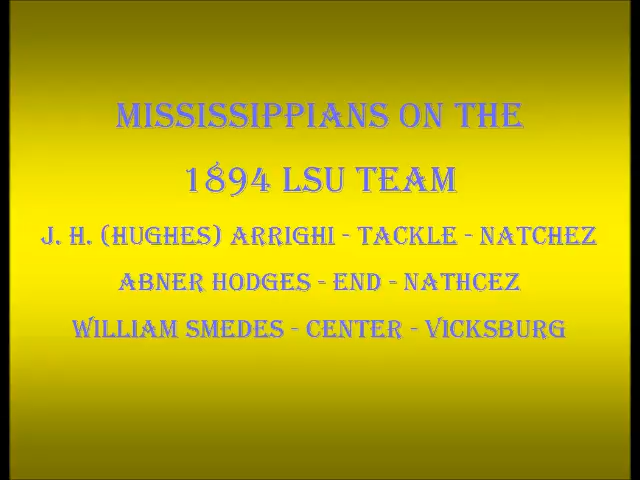 MISSISSIPPIANS ON THE
1894 LSU TEAM
J. H. (HUGHES) ARRIGHI - TACKLE - NATCHEZ
ABNER HODGES - END - NATHCEZ
WILLIAM SMEDES - CENTER - VICKSBURG